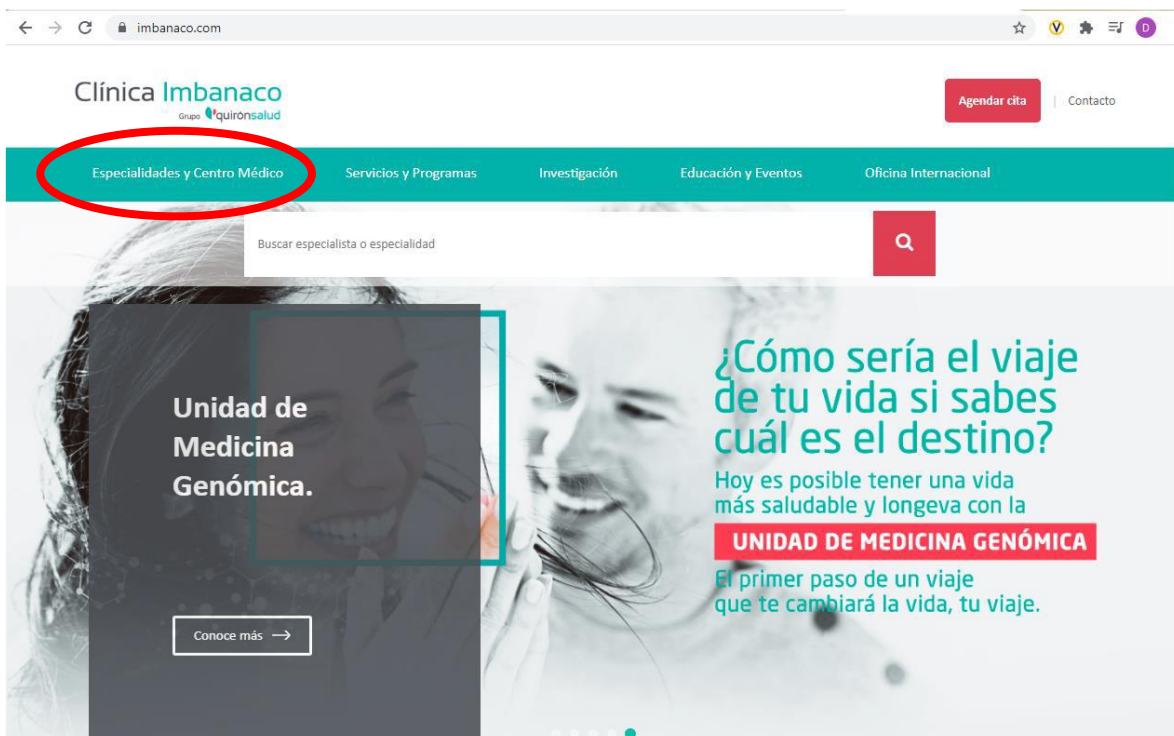 imbanaco.com
D
Clínica Imbanaco
Grupo quirónsalud
Agendar cita
Contacto
Especialidades y Centro Médico
Servicios y Programas
Investigación
Educación y Eventos
Oficina Internacional
Buscar especialista o especialidad
Unidad de
Medicina
Genómica.
Conoce más
¿Cómo sería el viaje
de tu vida si sabes
cuál es el destino?
Hoy es posible tener una vida
más saludable y longeva con la
UNIDAD DE MEDICINA GENÓMICA
El primer paso de un viaje
que te cambiará la vida, tu viaje.